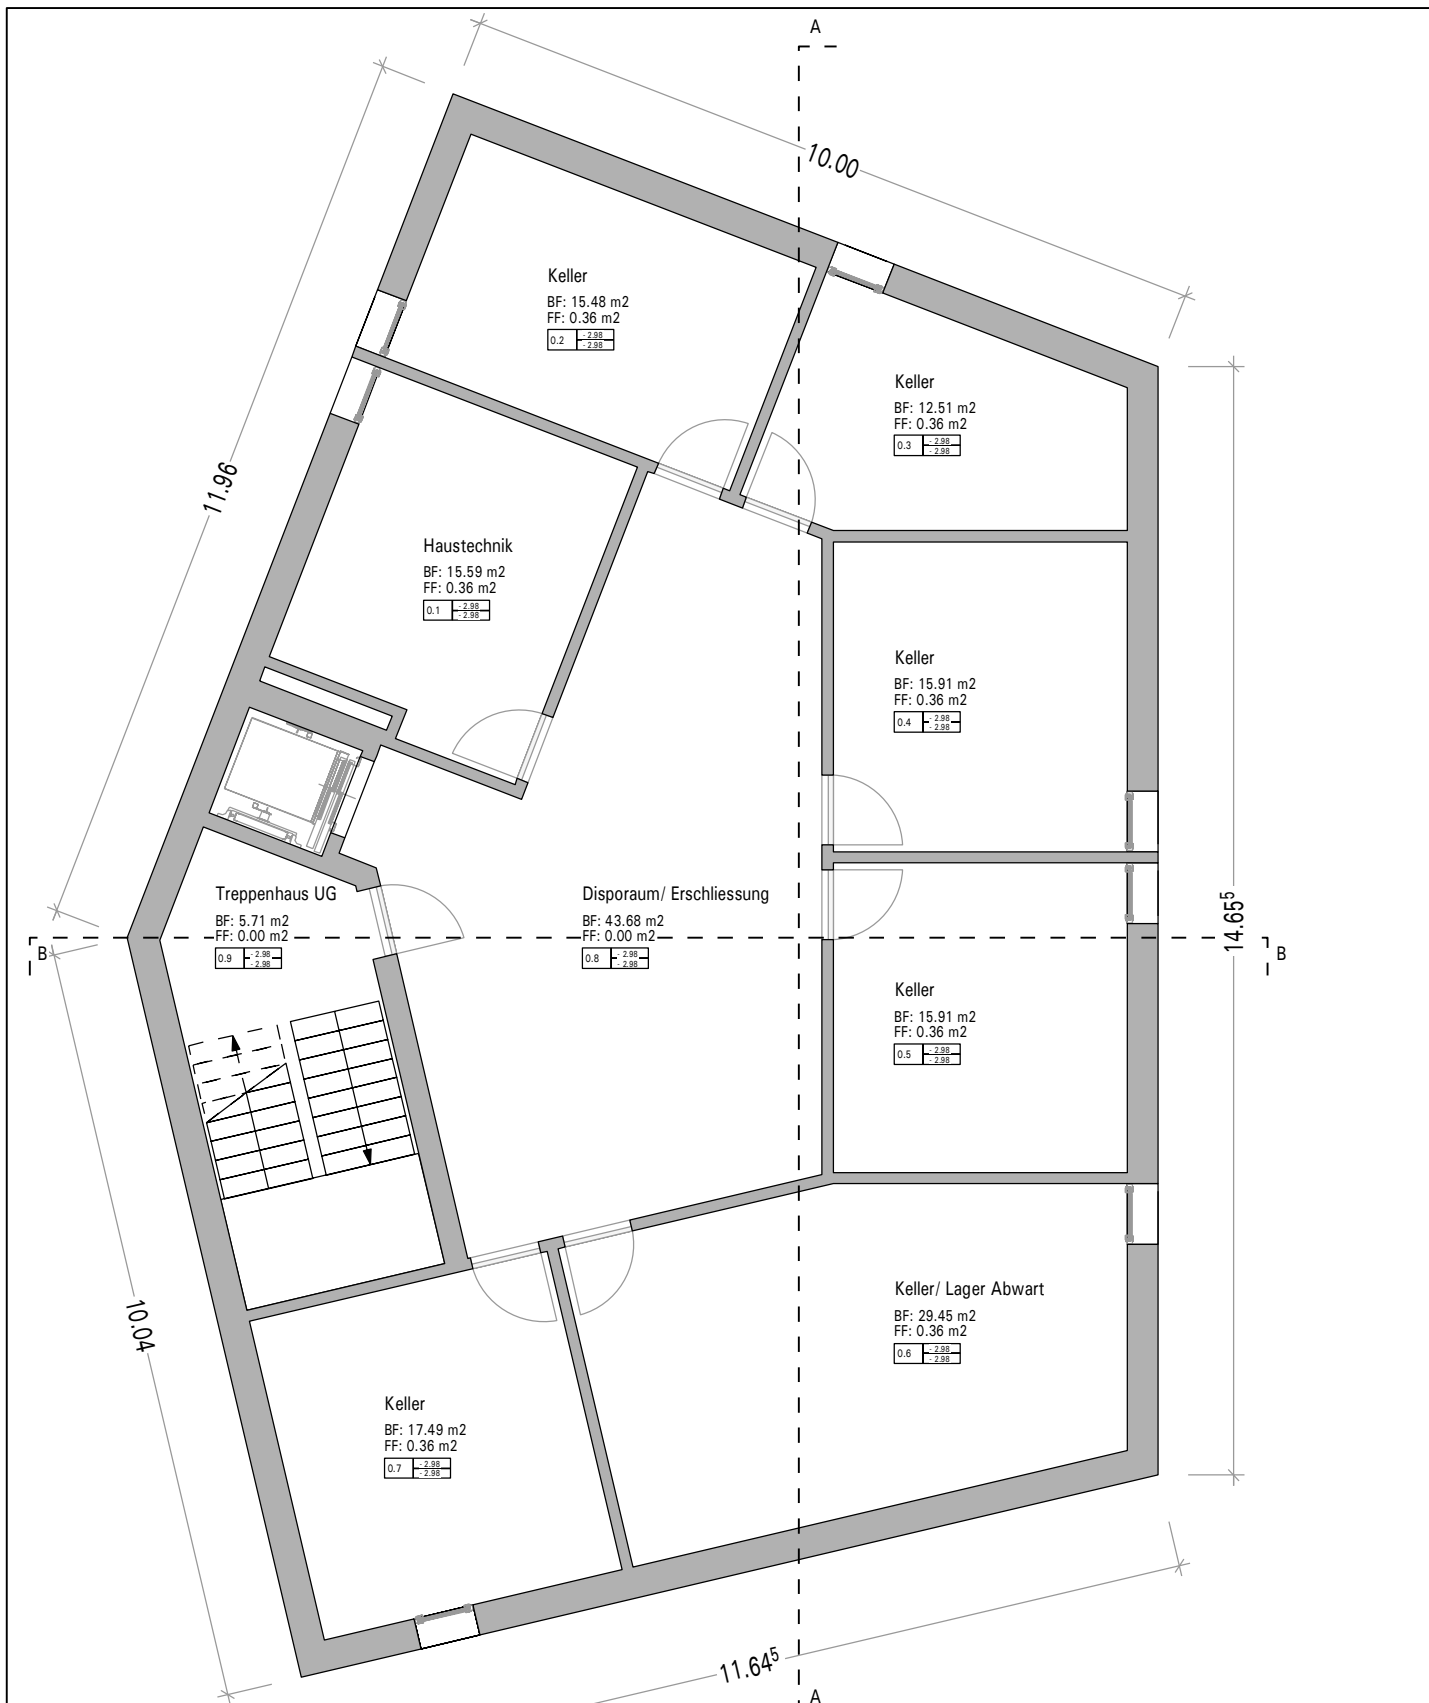 A
10.00
Keller
BF: 15.48 m2
FF: 0.36 m2
0.2
- 2.98
- 2.98
Keller
BF: 12.51 m2
FF: 0.36 m2
0.3
- 2.98
- 2.98
11.96
Haustechnik
BF: 15.59 m2
FF: 0.36 m2
0.1
- 2.98
- 2.98
Keller
BF: 15.91 m2
FF: 0.36 m2
0.4
- 2.98
- 2.98
Treppenhaus UG
BF: 5.71 m2
FF: 0.00 m2
0.9
- 2.98
- 2.98
Disporaum/ Erschliessung
BF: 43.68 m2
FF: 0.00 m2
0.8
- 2.98
- 2.98
14.65⁵
B
B
Keller
BF: 15.91 m2
FF: 0.36 m2
0.5
- 2.98
- 2.98
10.04
Keller/ Lager Abwart
BF: 29.45 m2
FF: 0.36 m2
0.6
- 2.98
- 2.98
Keller
BF: 17.49 m2
FF: 0.36 m2
0.7
- 2.98
- 2.98
11.64⁵
A